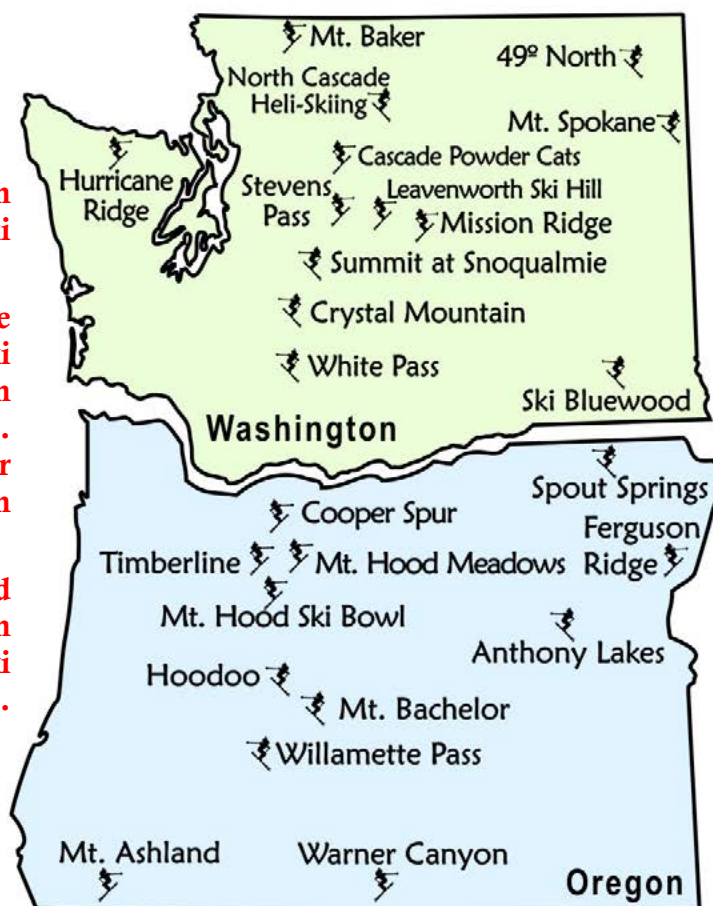 Mt. Baker
49º North
North Cascade
Heli-Skiing
Mt. Spokane
Cascade Powder Cats
Hurricane
Ridge
Stevens
Pass
Leavenworth Ski Hill
Mission Ridge
Summit at Snoqualmie
Crystal Mountain
White Pass
Ski Bluewood
Washington
Spout Springs
Cooper Spur
Ferguson
Ridge
Timberline
Mt. Hood Meadows
Mt. Hood Ski Bowl
Anthony Lakes
Hoodoo
Mt. Bachelor
Willamette Pass
Mt. Ashland
Warner Canyon
Oregon